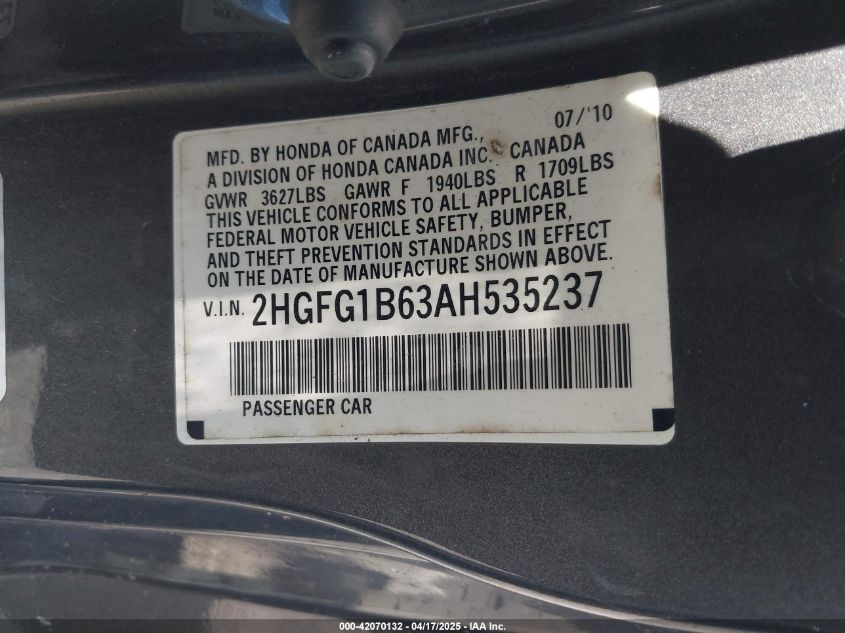 07/'10
MFD. BY HONDA OF CANADA MFG.,
A DIVISION OF HONDA CANADA INC. CANADA
GVWR 3627LBS GAWR F 1940LBS R 1709LBS
THIS VEHICLE CONFORMS TO ALL APPLICABLE
FEDERAL MOTOR VEHICLE SAFETY, BUMPER,
AND THEFT PREVENTION STANDARDS IN EFFECT
ON THE DATE OF MANUFACTURE SHOWN ABOVE.
V.I.N. 2HGFG1B63AH535237
PASSENGER CAR
000-42070132 - 04/17/2025 - IAA Inc.